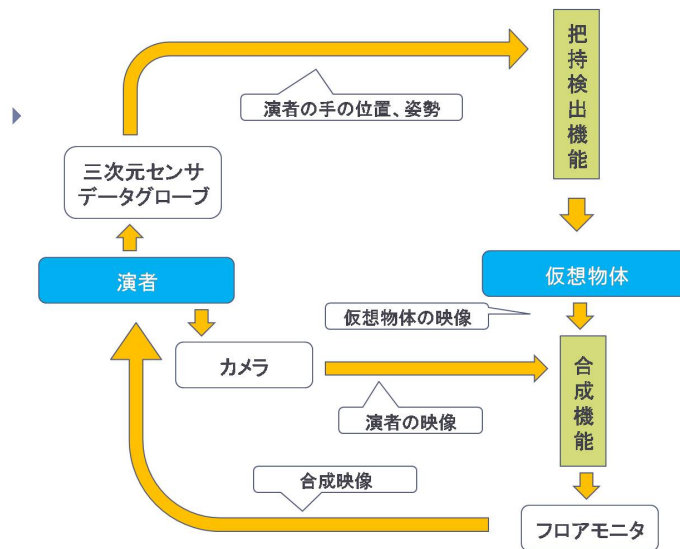 把持検出機能
演者の手の位置、姿勢
三次元センサ
データグローブ
演者
仮想物体
仮想物体の映像
カメラ
合成機能
演者の映像
合成映像
フロアモニタ